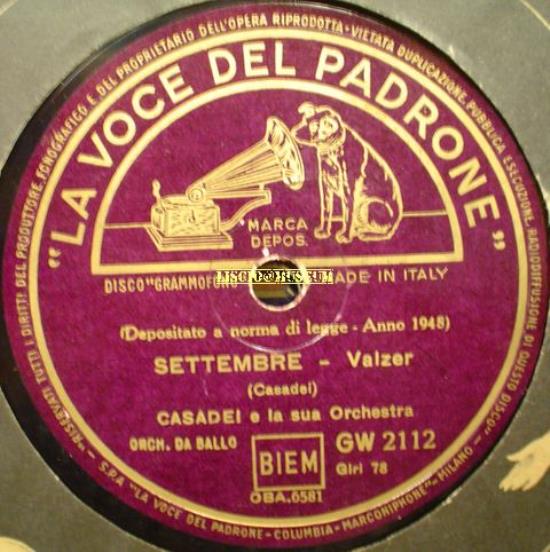 "RISERVATI TUTTI I DIRITTI DEL PRODUTTORE FONOGRAFICO E DEL PROPRIETARIO DELL'OPERA RIPRODOTTA - VIETATA DUPLICAZIONE, PUBBLICA ESECUZIONE, RADIODIFFUSIONE DI QUESTO DISCO"
"LA VOCE DEL PADRONE"
MARCA
DEPOS.
DISCO "GRAMMOFONO MADE IN ITALY
(Depositato a norma di legge - Anno 1948)
SETTEMBRE - Valzer
(Casadei)
CASADEI e la sua Orchestra
ORCH. DA BALLO
BIEM
GW 2112
Giri 78
OBA.6581
- S.P.A. "LA VOCE DEL PADRONE - COLUMBIA - MARCONIPHONE" - MILANO -